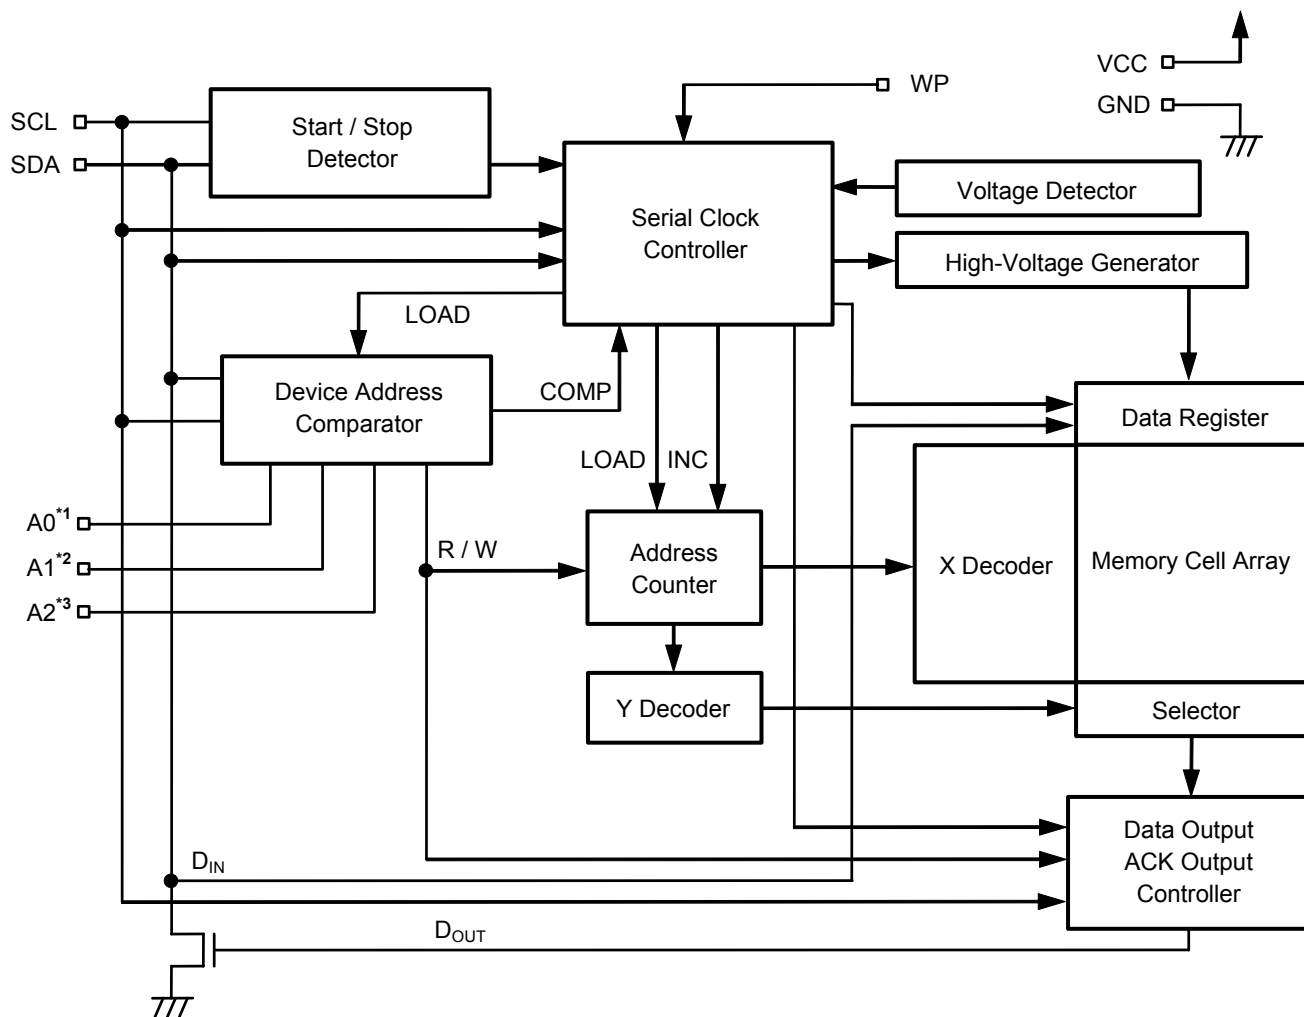 SCL
SDA
Start / Stop
Detector
WP
VCC
GND
Serial Clock
Controller
Voltage Detector
High-Voltage Generator
LOAD
Device Address
Comparator
COMP
Data Register
LOAD
INC
A0*1
A1*2
A2*3
R / W
Address
Counter
X Decoder
Memory Cell Array
Y Decoder
Selector
Data Output
ACK Output
Controller
DIN
DOUT